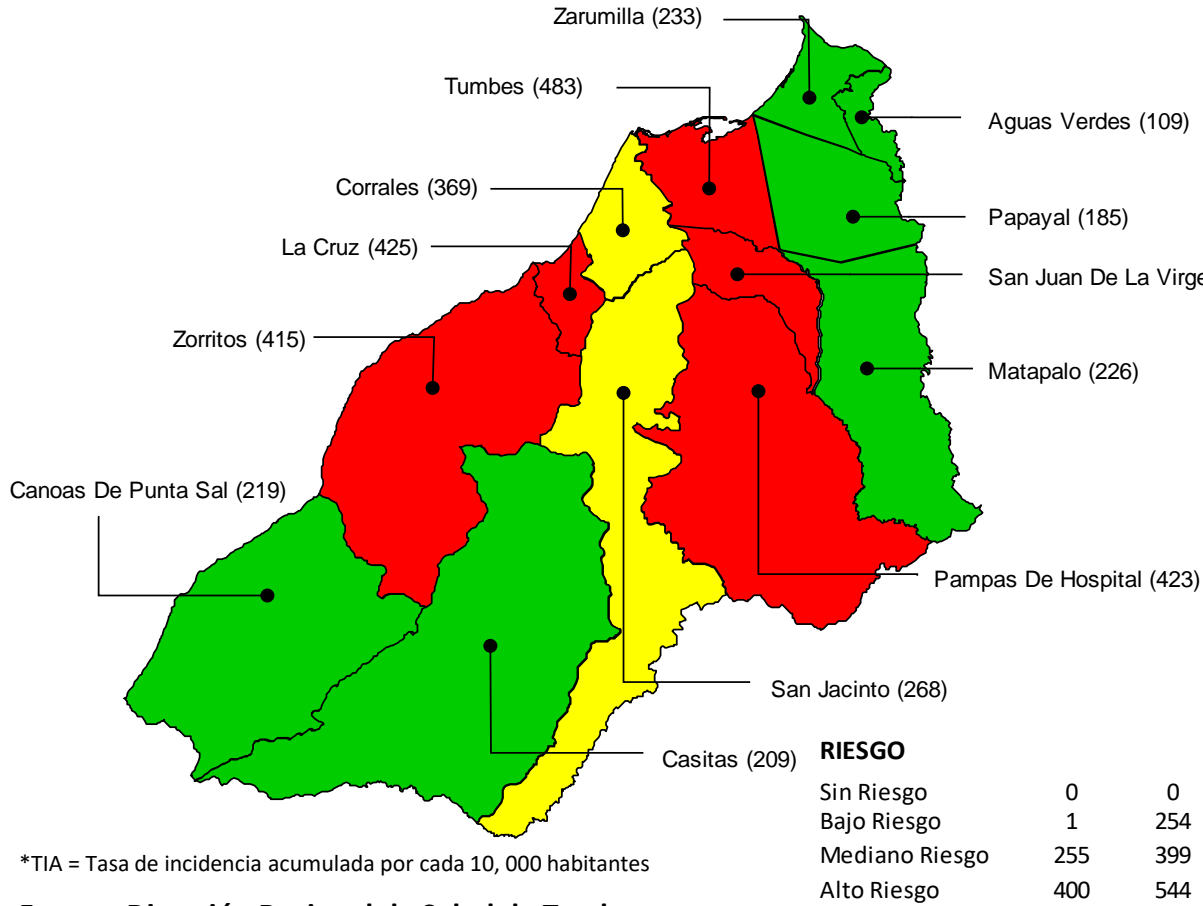 Zarumilla (233)
Tumbes (483)
Aguas Verdes (109)
Corrales (369)
Papayal (185)
La Cruz (425)
San Juan De La Virge
Zorritos (415)
Matapalo (226)
Canoas De Punta Sal (219)
Pampas De Hospital (423)
San Jacinto (268)
Casitas (209)
RIESGO
Sin Riesgo 0 0
Bajo Riesgo 1 254
Mediano Riesgo 255 399
Alto Riesgo 400 544
*TIA = Tasa de incidencia acumulada por cada 10, 000 habitantes